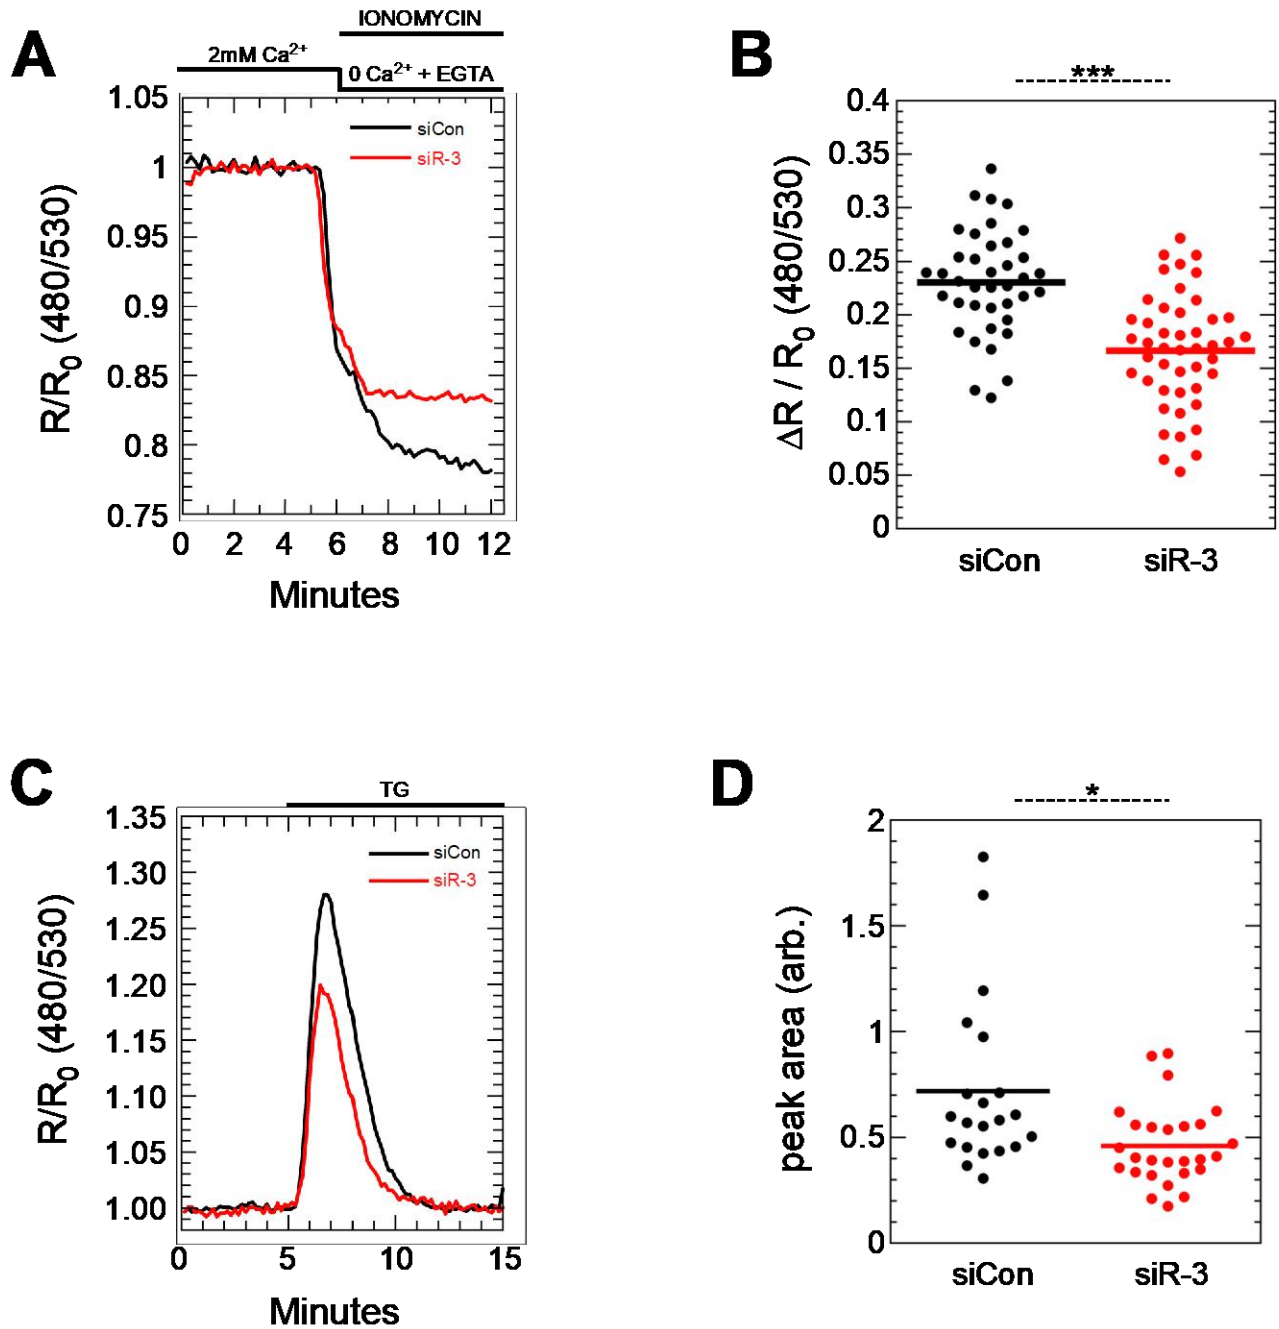 A
IONOMYCIN
2mM Ca²⁺
0 Ca²⁺ + EGTA
1.05
1
0.95
0.9
0.85
0.8
0.75
R/R₀ (480/530)
siCon
siR-3
0 2 4 6 8 10 12
Minutes
B
***
0.4
0.35
0.3
0.25
0.2
0.15
0.1
0.05
0
ΔR / R₀ (480/530)
siCon siR-3
C
TG
1.35
1.30
1.25
1.20
1.15
1.10
1.05
1.00
R/R₀ (480/530)
siCon
siR-3
0 5 10 15
Minutes
D
*
2
1.5
1
0.5
0
peak area (arb.)
siCon siR-3